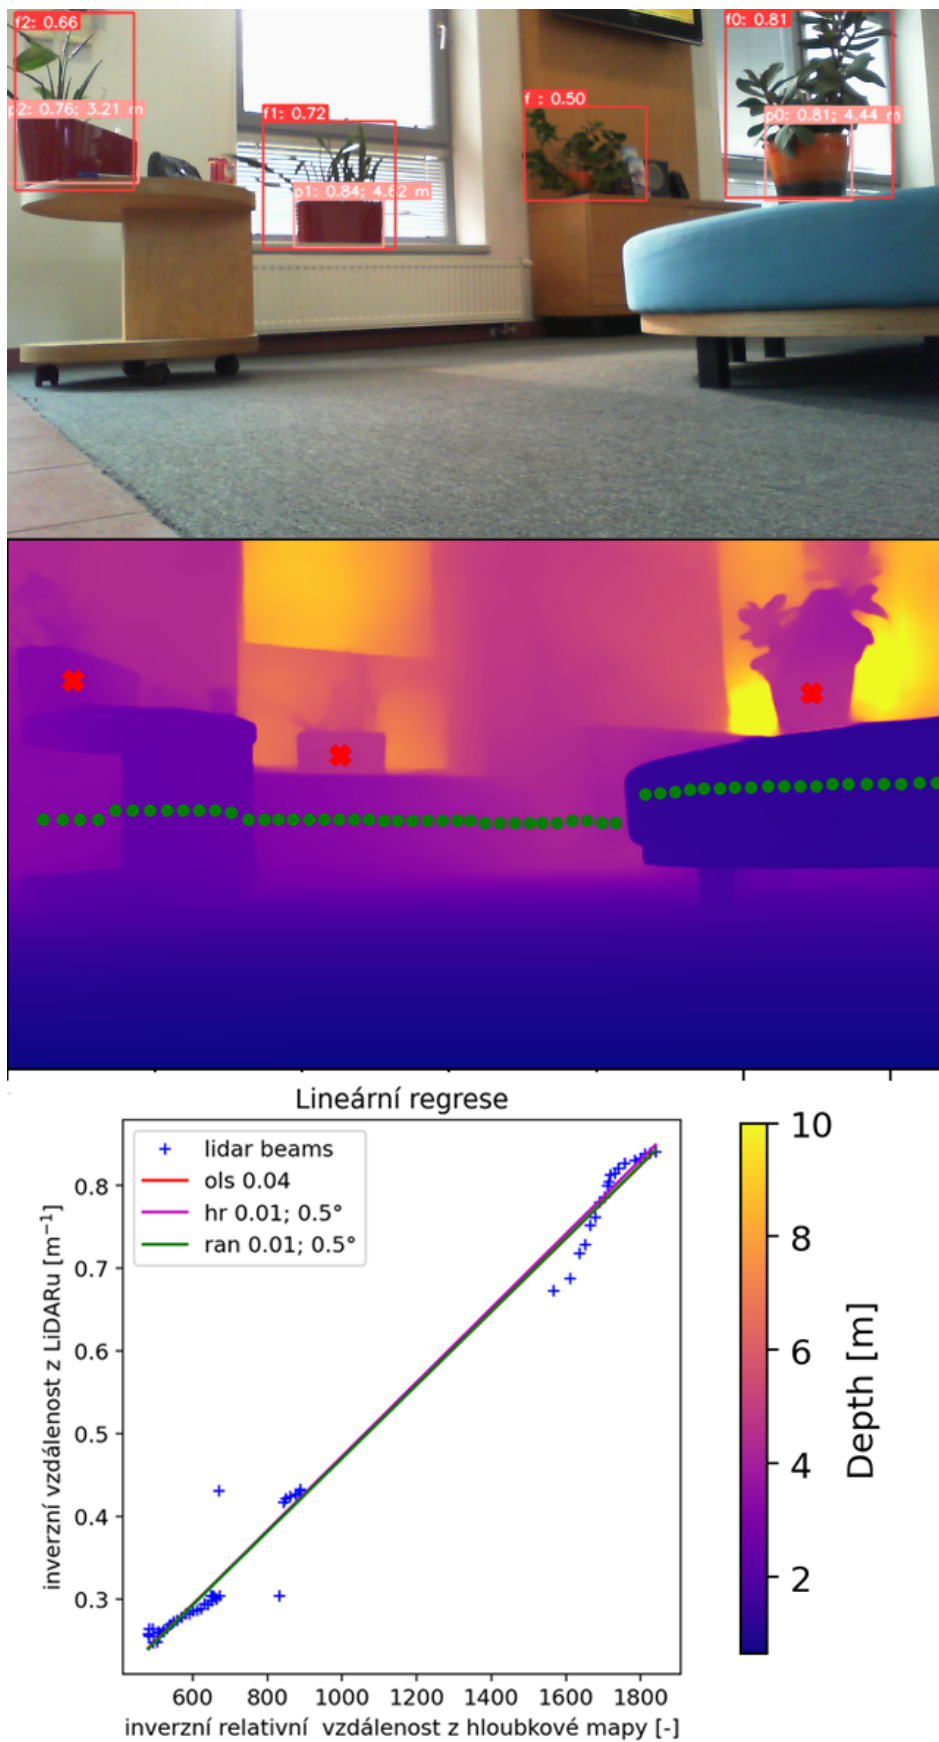 f2: 0.66
f0: 0.81
p2: 0.76; 3.21 m
f1: 0.72
f : 0.50
p0: 0.81; 4.44 m
p1: 0.84; 4.62 m
Lineární regrese
lidar beams
ols 0.04
hr 0.01; 0.5°
ran 0.01; 0.5°
inverzní vzdálenost z LiDARu [m⁻¹]
0.8
0.7
0.6
0.5
0.4
0.3
600 800 1000 1200 1400 1600 1800
inverzní relativní vzdálenost z hloubkové mapy [-]
10
8
6
4
2
Depth [m]